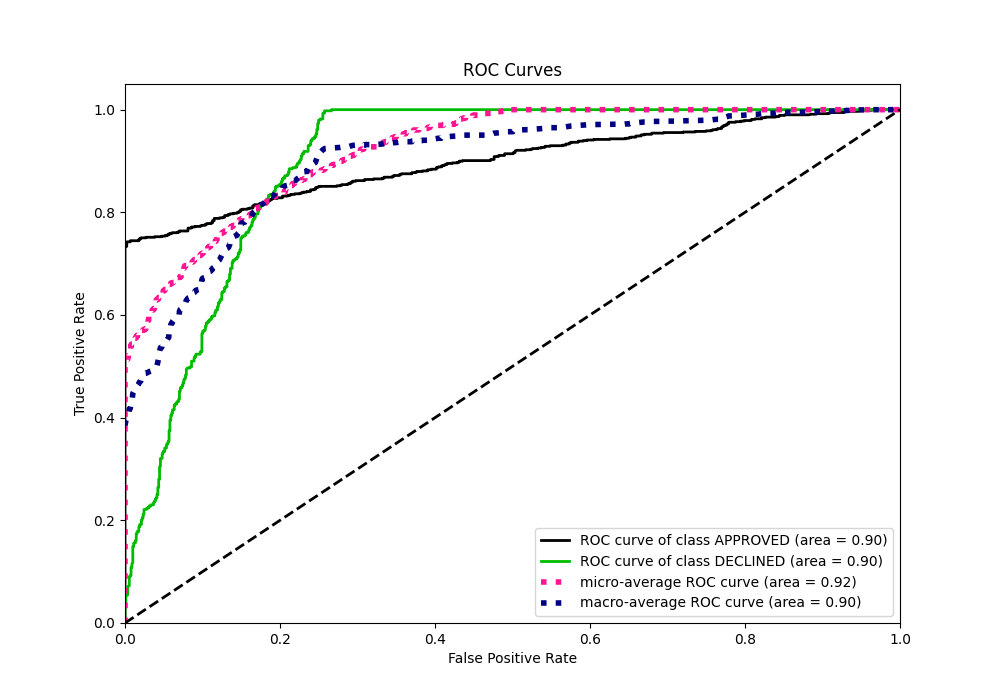 ROC Curves
True Positive Rate
1.0
0.8
0.6
0.4
0.2
0.0
ROC curve of class APPROVED (area = 0.90)
ROC curve of class DECLINED (area = 0.90)
micro-average ROC curve (area = 0.92)
macro-average ROC curve (area = 0.90)
0.0 0.2 0.4 0.6 0.8 1.0
False Positive Rate